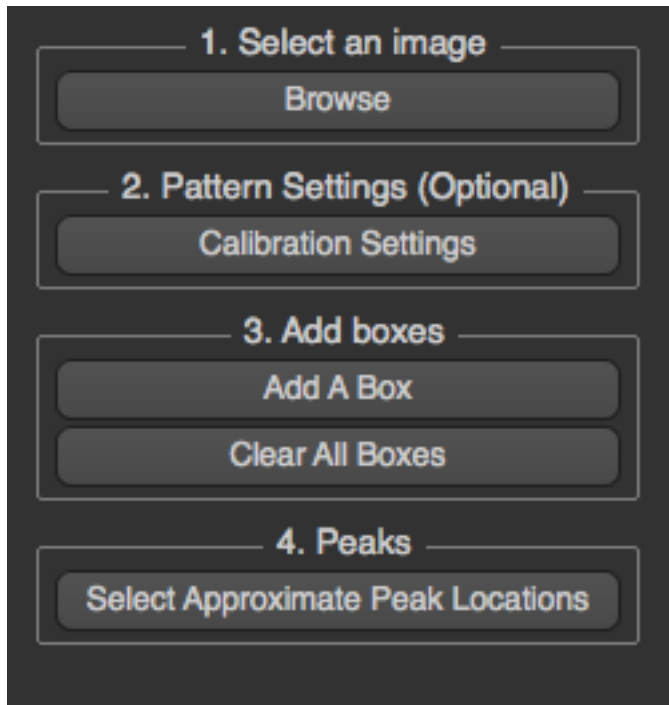 1. Select an image
Browse
2. Pattern Settings (Optional)
Calibration Settings
3. Add boxes
Add A Box
Clear All Boxes
4. Peaks
Select Approximate Peak Locations